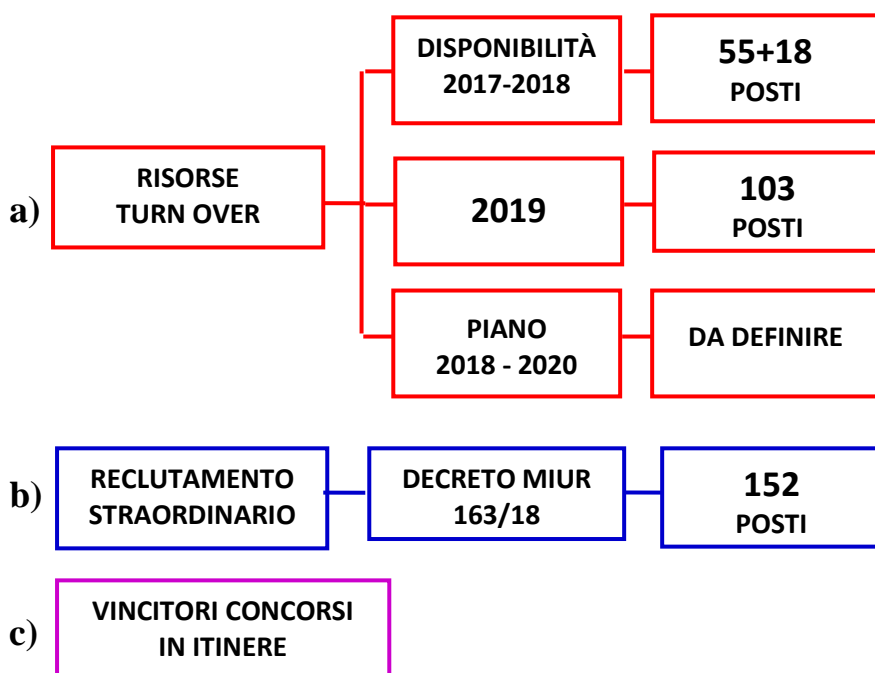 DISPONIBILITÀ
2017-2018
55+18
POSTI
a)
RISORSE
TURN OVER
2019
103
POSTI
PIANO
2018 - 2020
DA DEFINIRE
b)
RECLUTAMENTO
STRAORDINARIO
DECRETO MIUR
163/18
152
POSTI
c)
VINCITORI CONCORSI
IN ITINERE